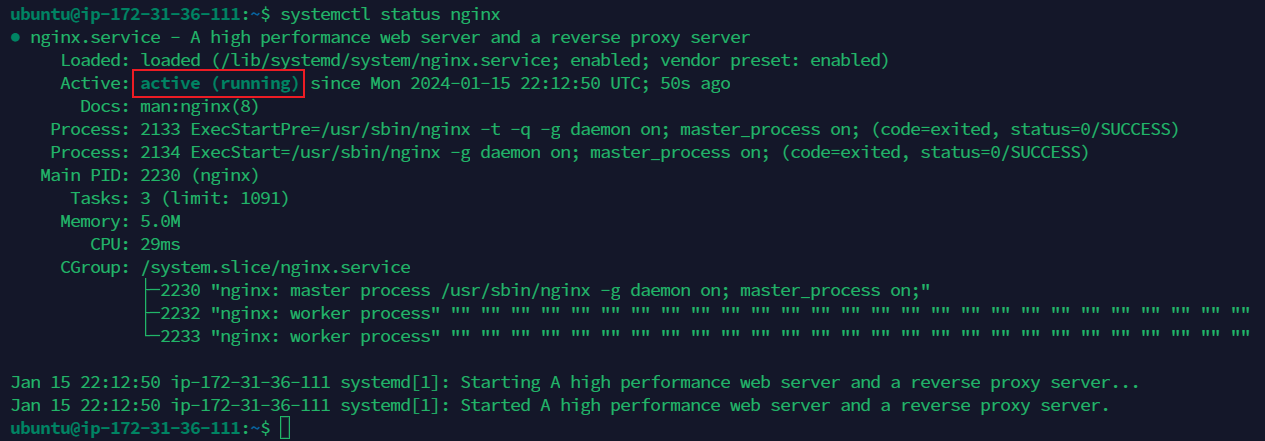 ubuntu@ip-172-31-36-111:~$ systemctl status nginx
● nginx.service - A high performance web server and a reverse proxy server
     Loaded: loaded (/lib/systemd/system/nginx.service; enabled; vendor preset: enabled)
     Active: active (running) since Mon 2024-01-15 22:12:50 UTC; 50s ago
       Docs: man:nginx(8)
    Process: 2133 ExecStartPre=/usr/sbin/nginx -t -q -g daemon on; master_process on; (code=exited, status=0/SUCCESS)
    Process: 2134 ExecStart=/usr/sbin/nginx -g daemon on; master_process on; (code=exited, status=0/SUCCESS)
   Main PID: 2230 (nginx)
      Tasks: 3 (limit: 1091)
     Memory: 5.0M
        CPU: 29ms
     CGroup: /system.slice/nginx.service
             ├─2230 "nginx: master process /usr/sbin/nginx -g daemon on; master_process on;"
             ├─2232 "nginx: worker process" "" "" "" "" "" "" "" "" "" "" "" "" "" "" "" "" "" "" "" "" "" "" "" "" "" "" ""
             └─2233 "nginx: worker process" "" "" "" "" "" "" "" "" "" "" "" "" "" "" "" "" "" "" "" "" "" "" "" "" "" "" ""
Jan 15 22:12:50 ip-172-31-36-111 systemd[1]: Starting A high performance web server and a reverse proxy server...
Jan 15 22:12:50 ip-172-31-36-111 systemd[1]: Started A high performance web server and a reverse proxy server.
ubuntu@ip-172-31-36-111:~$